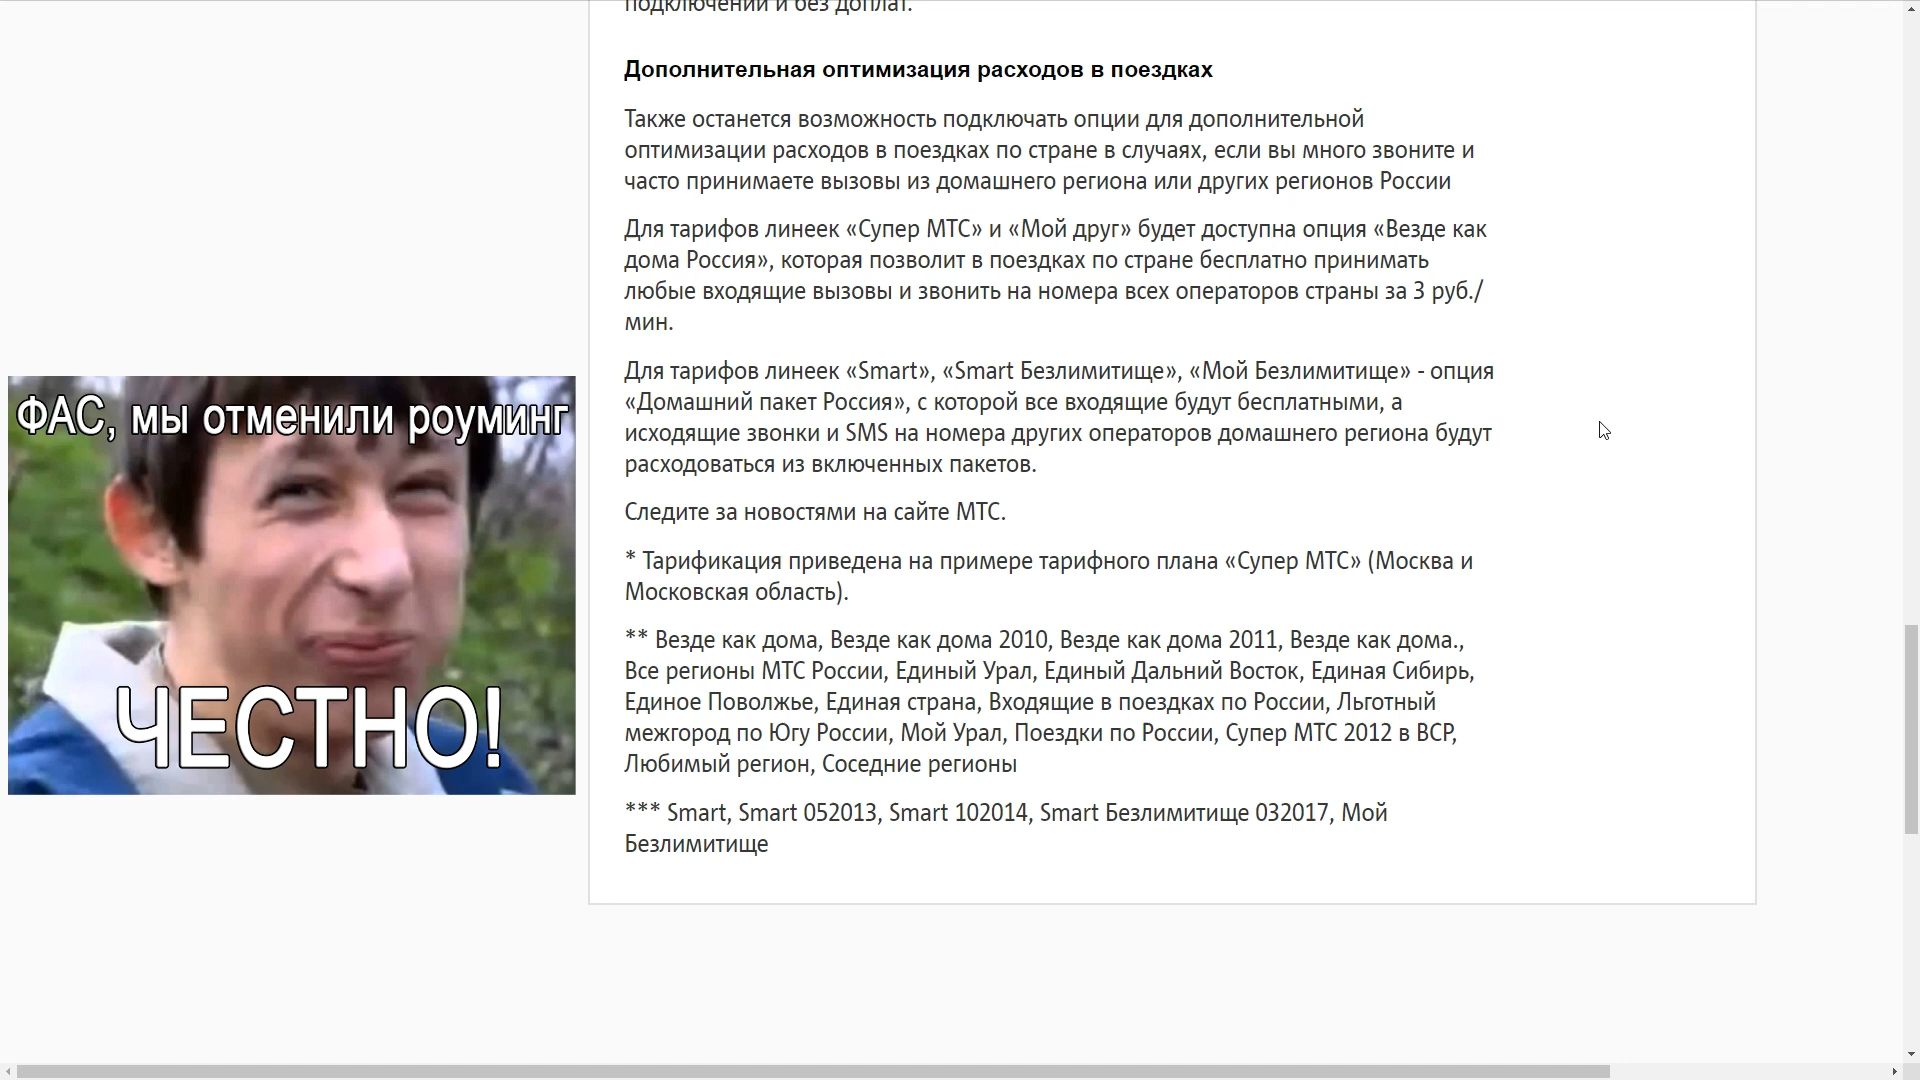 подключений и без доплат.
Дополнительная оптимизация расходов в поездках
Также останется возможность подключать опции для дополнительной
оптимизации расходов в поездках по стране в случаях, если вы много звоните и
часто принимаете вызовы из домашнего региона или других регионов России
Для тарифов линеек «Супер МТС» и «Мой друг» будет доступна опция «Везде как
дома Россия», которая позволит в поездках по стране бесплатно принимать
любые входящие вызовы и звонить на номера всех операторов страны за 3 руб./
мин.
Для тарифов линеек «Smart», «Smart Безлимитище», «Мой Безлимитище» - опция
«Домашний пакет Россия», с которой все входящие будут бесплатными, а
исходящие звонки и SMS на номера других операторов домашнего региона будут
расходоваться из включенных пакетов.
Следите за новостями на сайте МТС.
* Тарификация приведена на примере тарифного плана «Супер МТС» (Москва и
Московская область).
** Везде как дома, Везде как дома 2010, Везде как дома 2011, Везде как дома.,
Все регионы МТС России, Единый Урал, Единый Дальний Восток, Единая Сибирь,
Единое Поволжье, Единая страна, Входящие в поездках по России, Льготный
межгород по Югу России, Мой Урал, Поездки по России, Супер МТС 2012 в ВСР,
Любимый регион, Соседние регионы
*** Smart, Smart 052013, Smart 102014, Smart Безлимитище 032017, Мой
Безлимитище
ФАС, мы отменили роуминг
ЧЕСТНО!